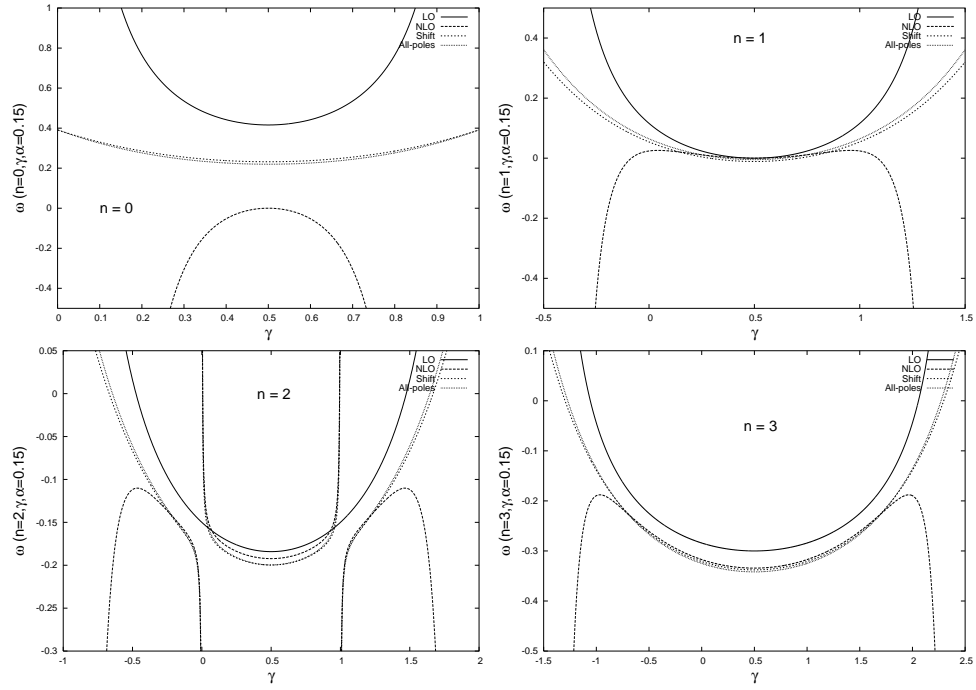 ω (n=0,γ,α=0.15)
1
0.8
0.6
0.4
0.2
0
-0.2
-0.4
LO
NLO
Shift
All-poles
n = 0
0 0.1 0.2 0.3 0.4 0.5 0.6 0.7 0.8 0.9 1
γ
ω (n=1,γ,α=0.15)
0.4
0.2
0
-0.2
-0.4
LO
NLO
Shift
All-poles
n = 1
-0.5 0 0.5 1 1.5
γ
ω (n=2,γ,α=0.15)
0.05
0
-0.05
-0.1
-0.15
-0.2
-0.25
-0.3
LO
NLO
Shift
All-poles
n = 2
-1 -0.5 0 0.5 1 1.5 2
γ
ω (n=3,γ,α=0.15)
0.1
0
-0.1
-0.2
-0.3
-0.4
-0.5
LO
NLO
Shift
All-poles
n = 3
-1.5 -1 -0.5 0 0.5 1 1.5 2 2.5
γ